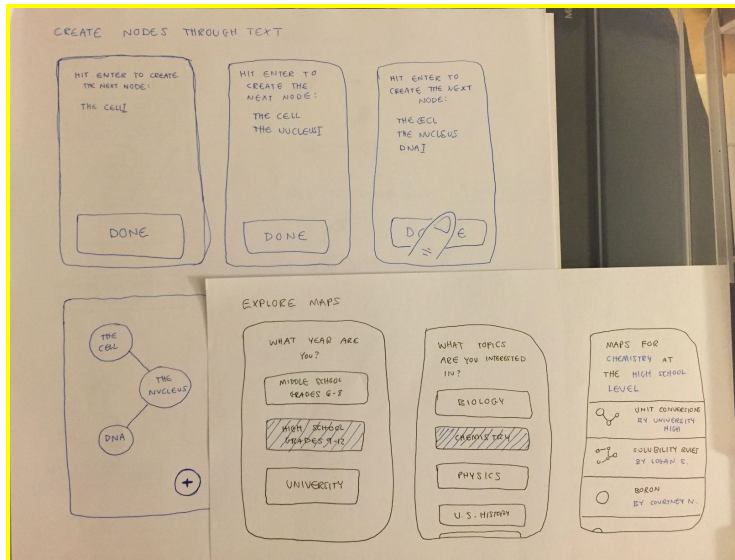 CREATE NODES THROUGH TEXT
HIT ENTER TO CREATE
THE NEXT NODE:
THE CELL
DONE
HIT ENTER TO
CREATE THE
NEXT NODE:
THE CELL
THE NUCLEUS
DONE
HIT ENTER TO
CREATE THE NEXT
NODE:
THE CELL
THE NUCLEUS
DNA
DO E
THE
CELL
THE
NUCLEUS
DNA
+
EXPLORE MAPS
WHAT YEAR ARE
YOU?
MIDDLE SCHOOL
GRADES 6-8
HIGH SCHOOL
GRADES 9-12
UNIVERSITY
WHAT TOPICS
ARE YOU INTERESTED
IN?
BIOLOGY
CHEMISTRY
PHYSICS
U.S. HISTORY
MAPS FOR
CHEMISTRY AT
THE HIGH SCHOOL
LEVEL
UNIT CONVERSIONS
BY UNIVERSITY
HIGH
SOLUBILITY RULES
BY LOGAN S.
BORON
BY COURTNEY N.